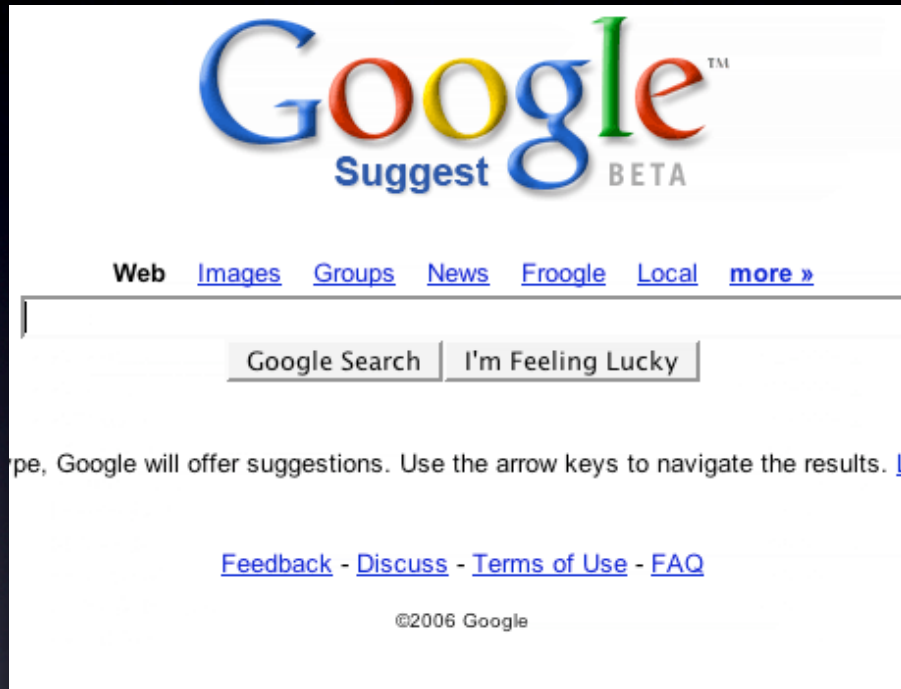 Google™
Suggest BETA
Web Images Groups News Froogle Local more »
Google Search I'm Feeling Lucky
ype, Google will offer suggestions. Use the arrow keys to navigate the results.
Feedback - Discuss - Terms of Use - FAQ
©2006 Google